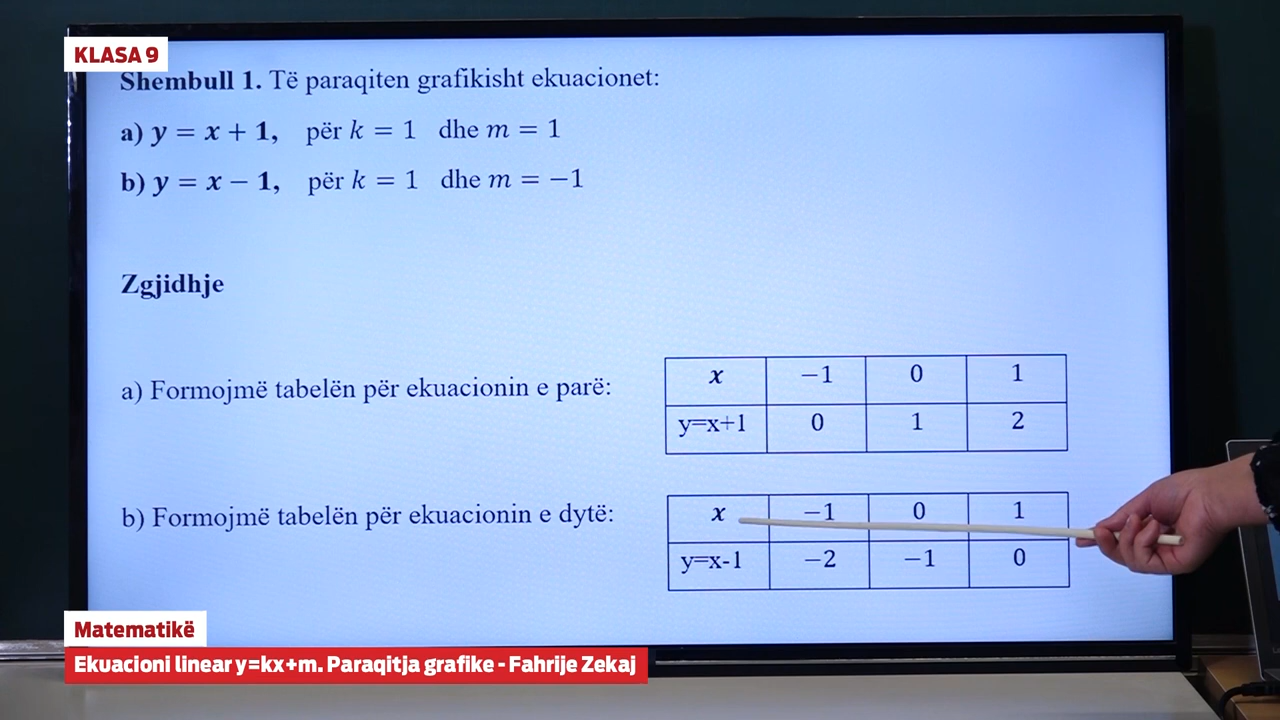 KLASA 9
Shembull 1. Të paraqiten grafikisht ekuacionet:
a) y = x + 1, për k = 1 dhe m = 1
b) y = x − 1, për k = 1 dhe m = −1
Zgjidhje
a) Formojmë tabelën për ekuacionin e parë:
x −1 0 1
y=x+1 0 1 2
b) Formojmë tabelën për ekuacionin e dytë:
x −1 0 1
y=x-1 −2 −1 0
Matematikë
Ekuacioni linear y=kx+m. Paraqitja grafike - Fahrije Zekaj